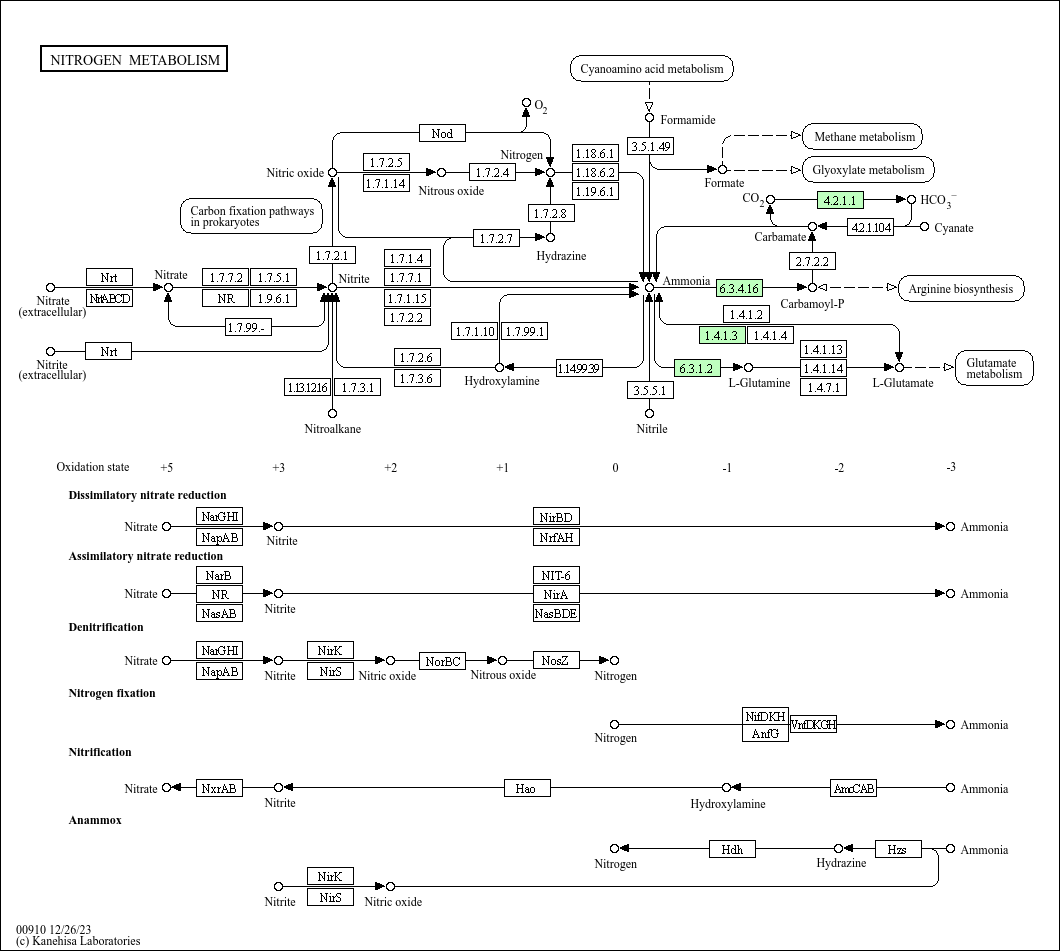 NITROGEN METABOLISM
Cyanoamino acid metabolism
O2
Formamide
Nod
Methane metabolism
Nitrogen
1.18.6.1
3.5.1.49
1.7.2.5
Nitric oxide
1.7.2.4
1.18.6.2
Glyoxylate metabolism
1.7.1.14
Nitrous oxide
1.19.6.1
Formate
CO2
4.2.1.1
HCO3−
Carbon fixation pathways
in prokaryotes
1.7.2.8
4.2.1.104
Cyanate
1.7.2.7
Carbamate
1.7.2.1
Hydrazine
1.7.1.4
2.7.2.2
Nrt
Nitrate
1.7.7.2
1.7.5.1
Nitrite
1.7.7.1
Ammonia
6.3.4.16
Arginine biosynthesis
Nitrate
(extracellular)
NrtABCD
NR
1.9.6.1
1.7.1.15
Carbamoyl-P
1.7.2.2
1.4.1.2
1.7.99.-
1.7.1.10
1.7.99.1
1.4.1.3
1.4.1.4
Nrt
1.4.1.13
Nitrite
(extracellular)
1.7.2.6
1.14.99.39
6.3.1.2
1.4.1.14
Glutamate
metabolism
1.7.3.6
Hydroxylamine
L-Glutamine
1.4.7.1
L-Glutamate
1.13.12.16
1.7.3.1
3.5.5.1
Nitroalkane
Nitrile
Oxidation state +5 +3 +2 +1 0 -1 -2 -3
Dissimilatory nitrate reduction
NarGHI
NirBD
Nitrate
Ammonia
NapAB
Nitrite
NrfAH
Assimilatory nitrate reduction
NarB
NIT-6
Nitrate
NR
NirA
Ammonia
NasAB
Nitrite
NasBDE
Denitrification
NarGHI
NirK
Nitrate
NorBC
NosZ
NapAB
Nitrite
NirS
Nitric oxide
Nitrous oxide
Nitrogen
Nitrogen fixation
NifDKH
VnfDKGH
Ammonia
AnfG
Nitrogen
Nitrification
Nitrate
NxrAB
Hao
AmoCAB
Ammonia
Nitrite
Hydroxylamine
Anammox
Hdh
Hzs
Ammonia
Nitrogen
Hydrazine
NirK
NirS
Nitrite
Nitric oxide
00910 12/26/23
(c) Kanehisa Laboratories